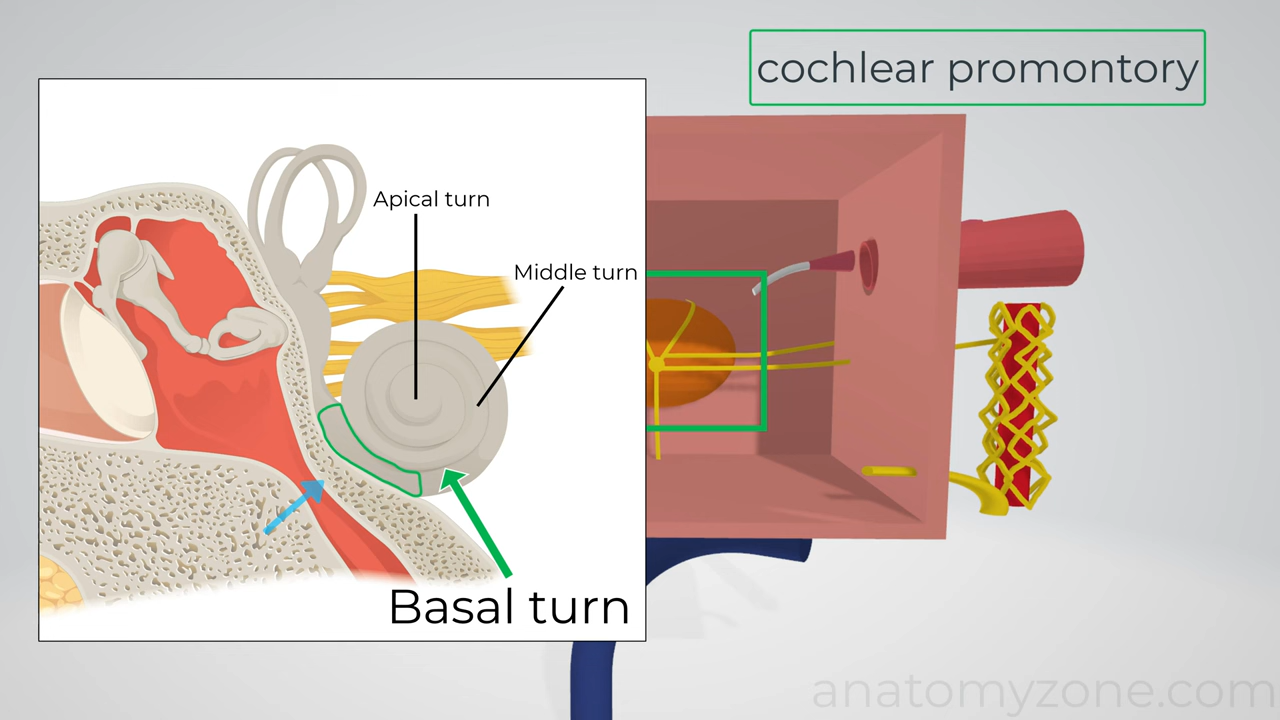 cochlear promontory
Apical turn
Middle turn
Basal turn
anatomyzone.com